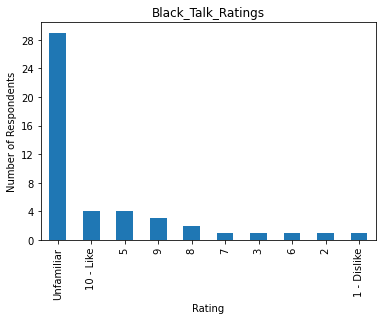 Black_Talk_Ratings
Number of Respondents
28
24
20
16
12
8
4
0
Unfamiliar
10 - Like
5
9
8
7
3
6
2
1 - Dislike
Rating